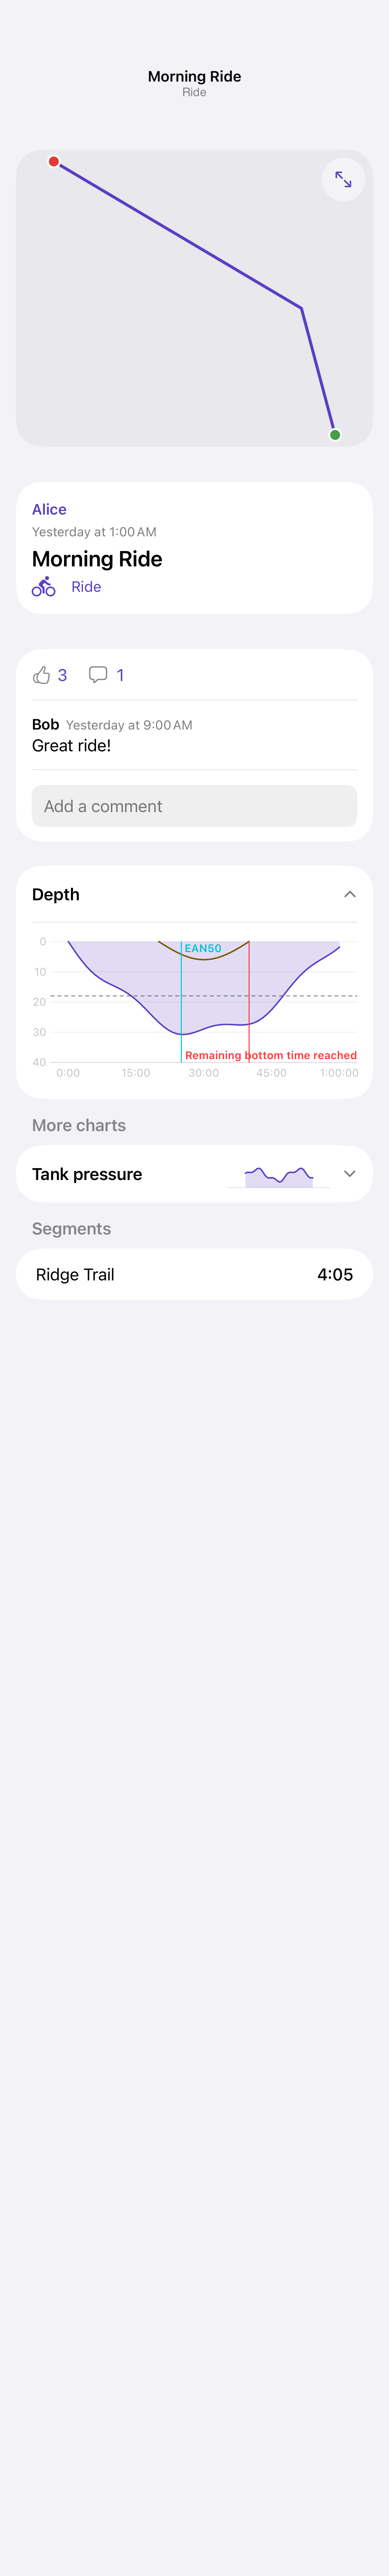 Morning Ride
Ride
Alice
Yesterday at 1:00 AM
Morning Ride
Ride
3 1
Bob Yesterday at 9:00 AM
Great ride!
Add a comment
Depth
0
EAN50
10
20
30
Remaining bottom time reached
40
0:00 15:00 30:00 45:00 1:00:00
More charts
Tank pressure
Segments
Ridge Trail 4:05